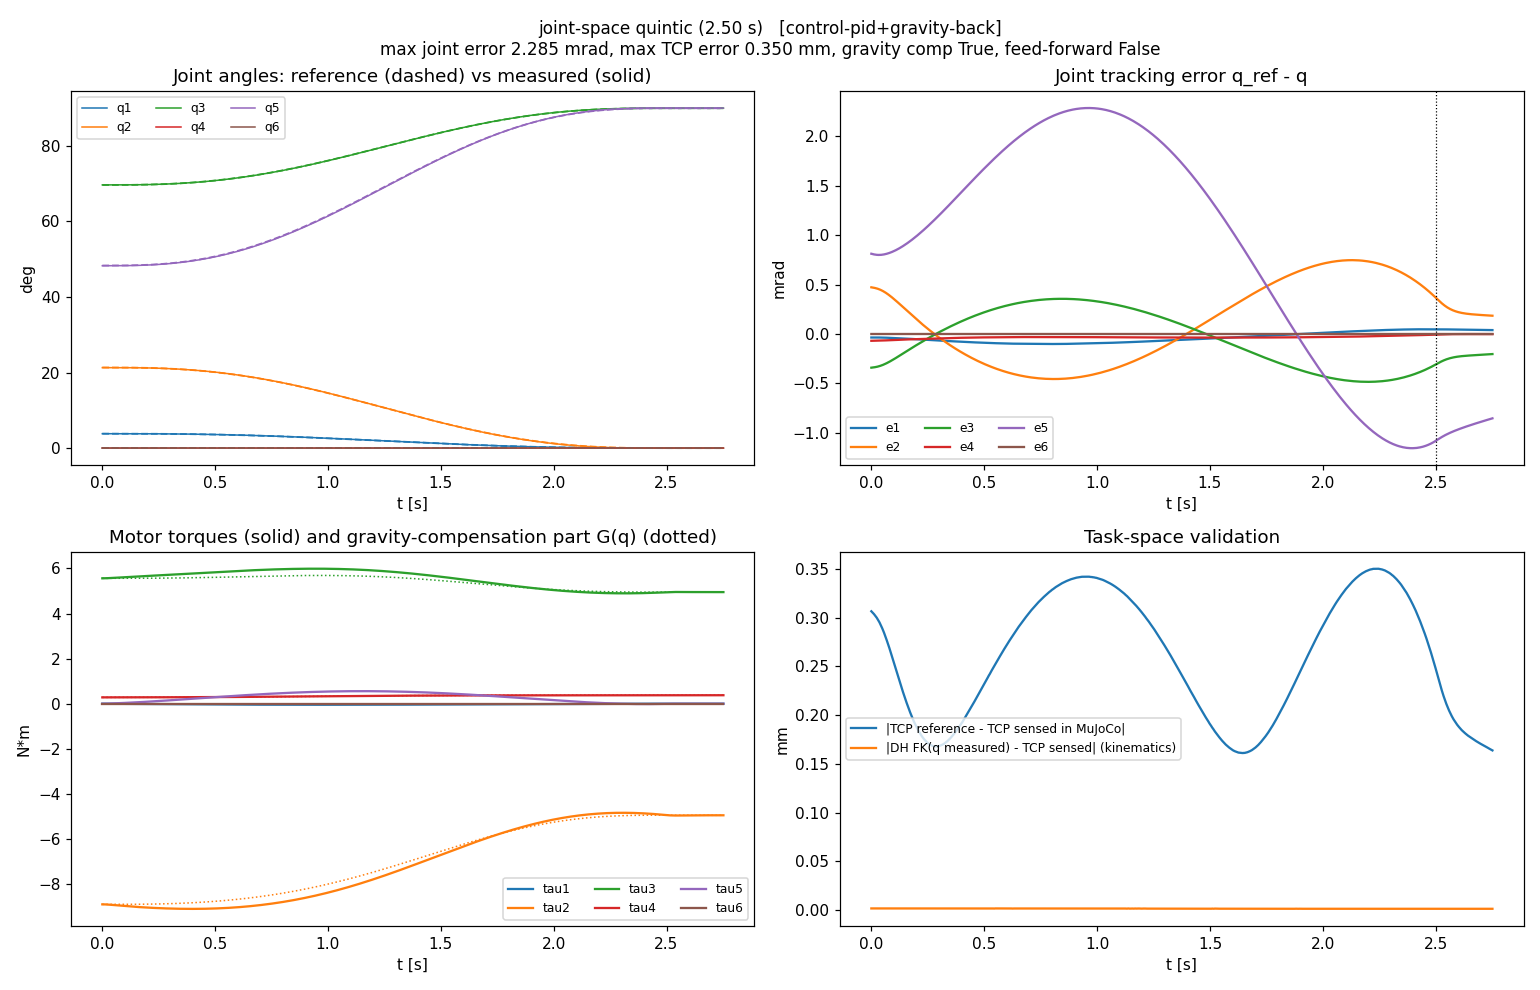 joint-space quintic (2.50 s)   [control-pid+gravity-back]
max joint error 2.285 mrad, max TCP error 0.350 mm, gravity comp True, feed-forward False
Joint angles: reference (dashed) vs measured (solid)
q1 q3 q5
q2 q4 q6
80
60
40
20
0
deg
0.0 0.5 1.0 1.5 2.0 2.5
t [s]
Joint tracking error q_ref - q
2.0
1.5
1.0
0.5
0.0
−0.5
−1.0
mrad
e1 e3 e5
e2 e4 e6
0.0 0.5 1.0 1.5 2.0 2.5
t [s]
Motor torques (solid) and gravity-compensation part G(q) (dotted)
6
4
2
0
−2
−4
−6
−8
N*m
tau1 tau3 tau5
tau2 tau4 tau6
0.0 0.5 1.0 1.5 2.0 2.5
t [s]
Task-space validation
0.35
0.30
0.25
0.20
0.15
0.10
0.05
0.00
mm
|TCP reference - TCP sensed in MuJoCo|
|DH FK(q measured) - TCP sensed| (kinematics)
0.0 0.5 1.0 1.5 2.0 2.5
t [s]